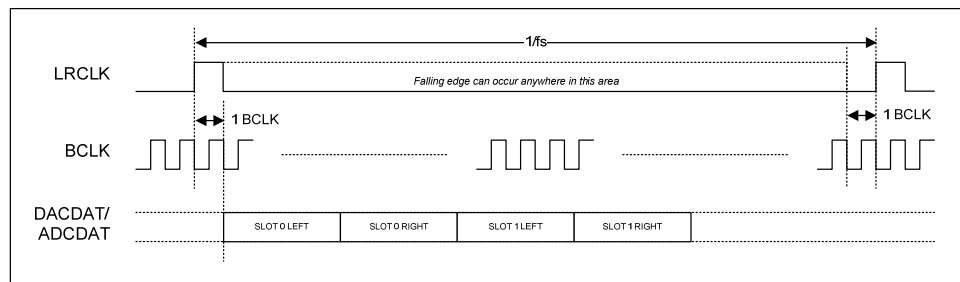 1/fs
LRCLK
Falling edge can occur anywhere in this area
1 BCLK
1 BCLK
BCLK
DACDAT/
ADCDAT
SLOT 0 LEFT
SLOT 0 RIGHT
SLOT 1 LEFT
SLOT 1 RIGHT